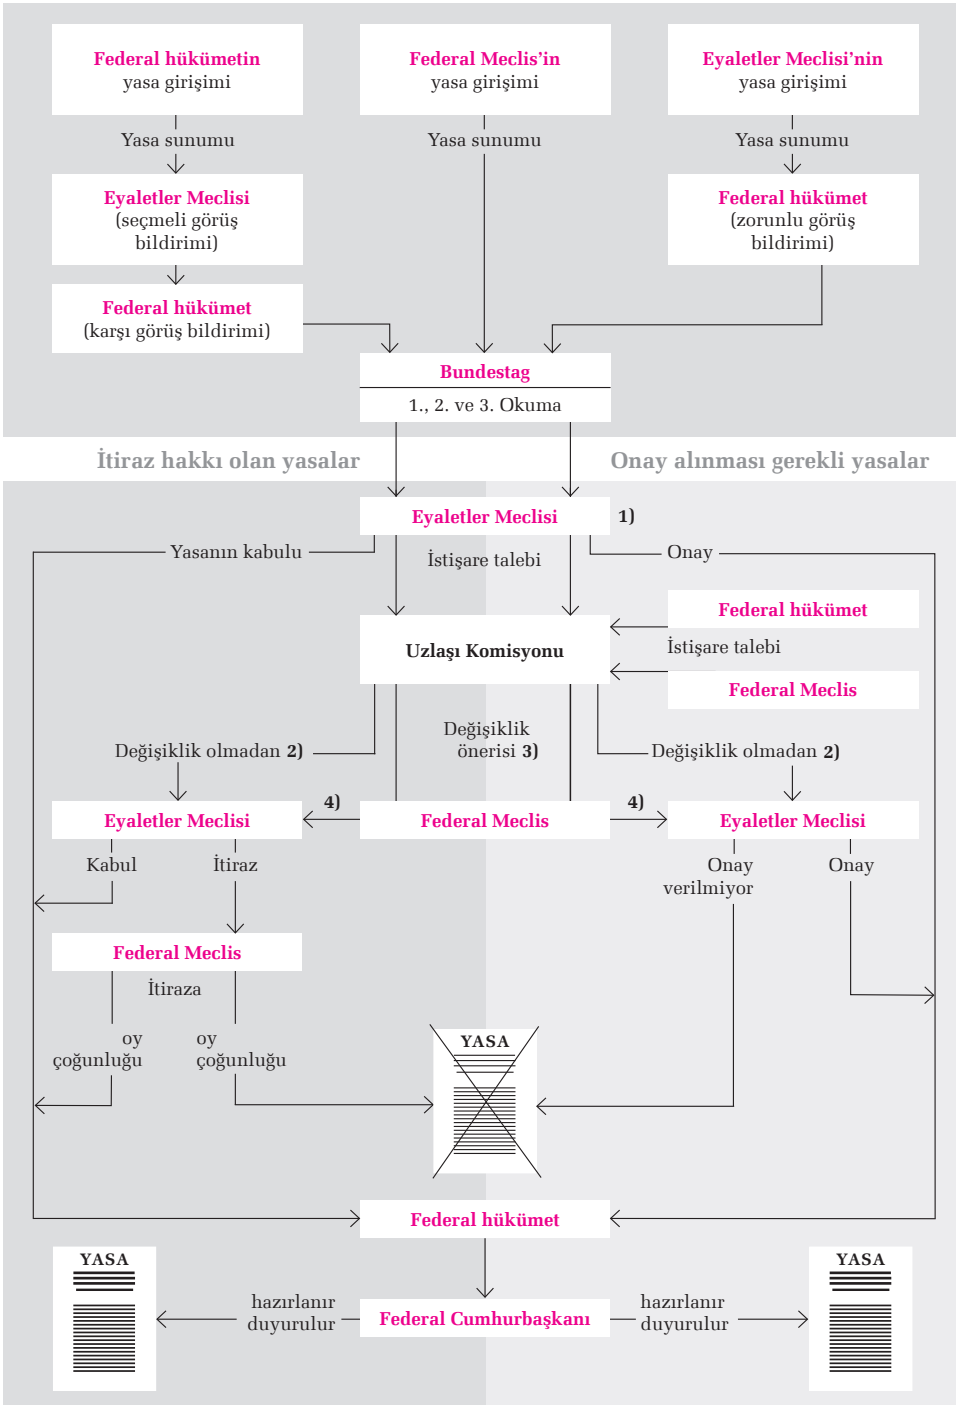 Federal hükümetin
yasa girişimi
Federal Meclis’in
yasa girişimi
Eyaletler Meclisi’nin
yasa girişimi
Yasa sunumu
Yasa sunumu
Yasa sunumu
Eyaletler Meclisi
(seçmeli görüş
bildirimi)
Federal hükümet
(zorunlu görüş
bildirimi)
Federal hükümet
(karşı görüş bildirimi)
Bundestag
1., 2. ve 3. Okuma
İtiraz hakkı olan yasalar
Onay alınması gerekli yasalar
Eyaletler Meclisi
1)
Yasanın kabulu
İstişare talebi
Onay
Federal hükümet
Uzlaşı Komisyonu
İstişare talebi
Federal Meclis
Değişiklik olmadan 2)
Değişiklik
önerisi 3)
Değişiklik olmadan 2)
4)
4)
Eyaletler Meclisi
Federal Meclis
Eyaletler Meclisi
Kabul
İtiraz
Onay
verilmiyor
Onay
Federal Meclis
İtiraza
oy
çoğunluğu
oy
çoğunluğu
YASA
Federal hükümet
YASA
YASA
hazırlanır
duyurulur
Federal Cumhurbaşkanı
hazırlanır
duyurulur